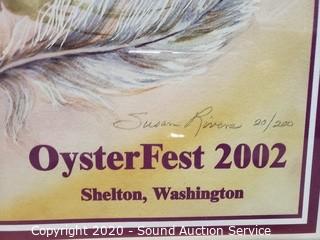 Susan Rivera 20/200
OysterFest 2002
Shelton, Washington
Copyright © 2020 - Sound Auction Service